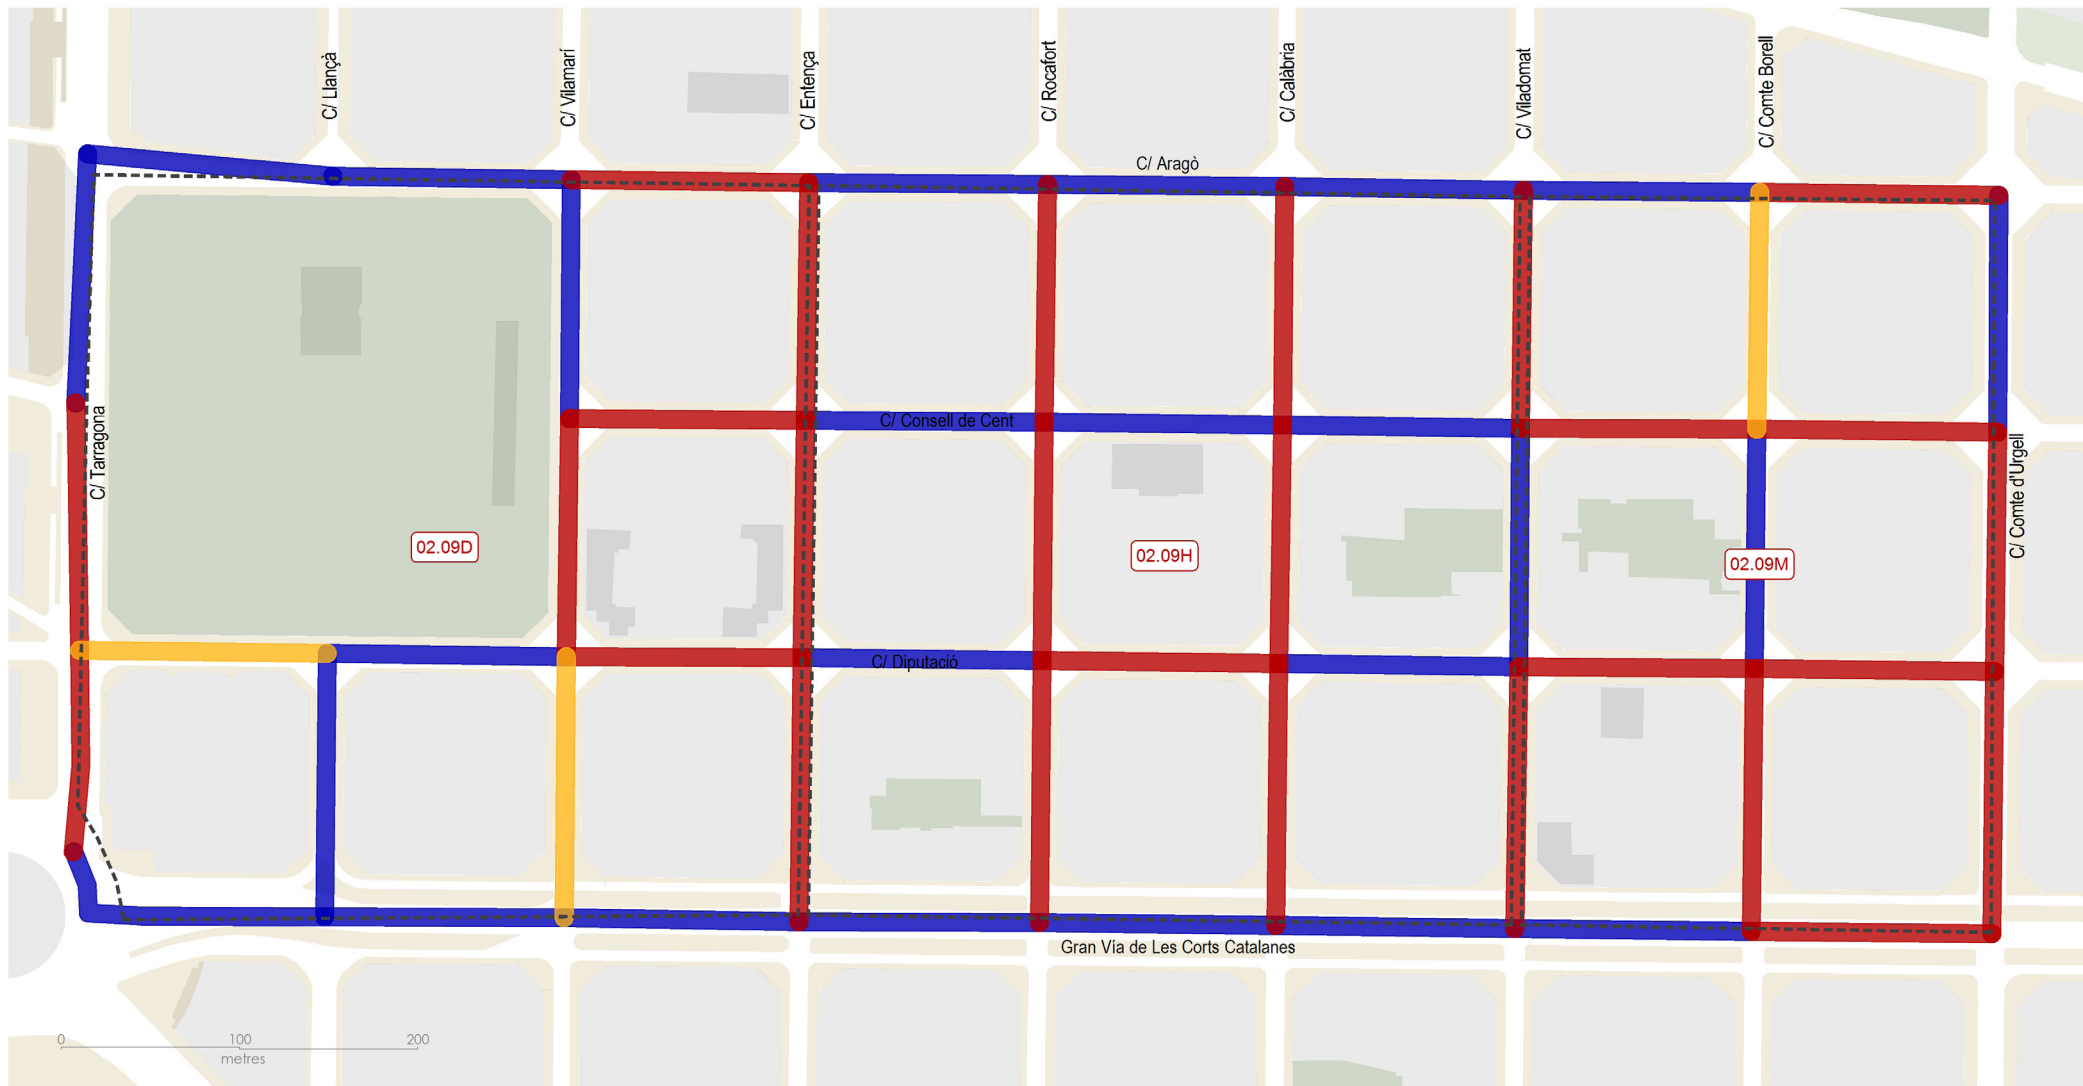 C/ Llançà
C/ Vilamarí
C/ Entença
C/ Rocafort
C/ Calàbria
C/ Viladomat
C/ Comte Borell
C/ Aragò
C/ Consell de Cent
C/ Tarragona
C/ Comte d'Urgell
02.09D
02.09H
02.09M
C/ Diputació
Gran Vía de Les Corts Catalanes
0 100 200
metres